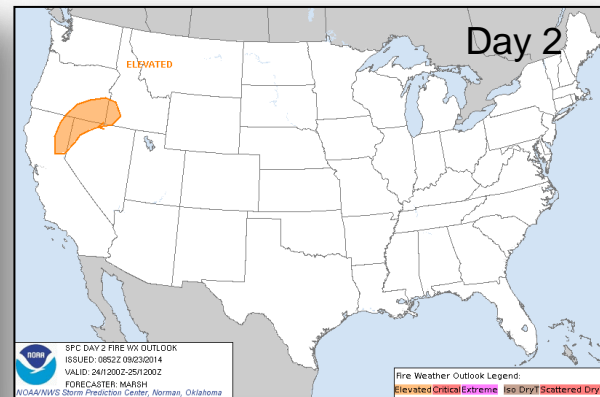 Day 2
ELEVATED
NOAA
SPC DAY 2 FIRE WX OUTLOOK
ISSUED: 0852Z 09/23/2014
VALID: 24/1200Z-25/1200Z
FORECASTER: MARSH
NOAA/NWS Storm Prediction Center, Norman, Oklahoma
Fire Weather Outlook Legend:
Elevated Critical Extreme Iso DryT Scattered Dry